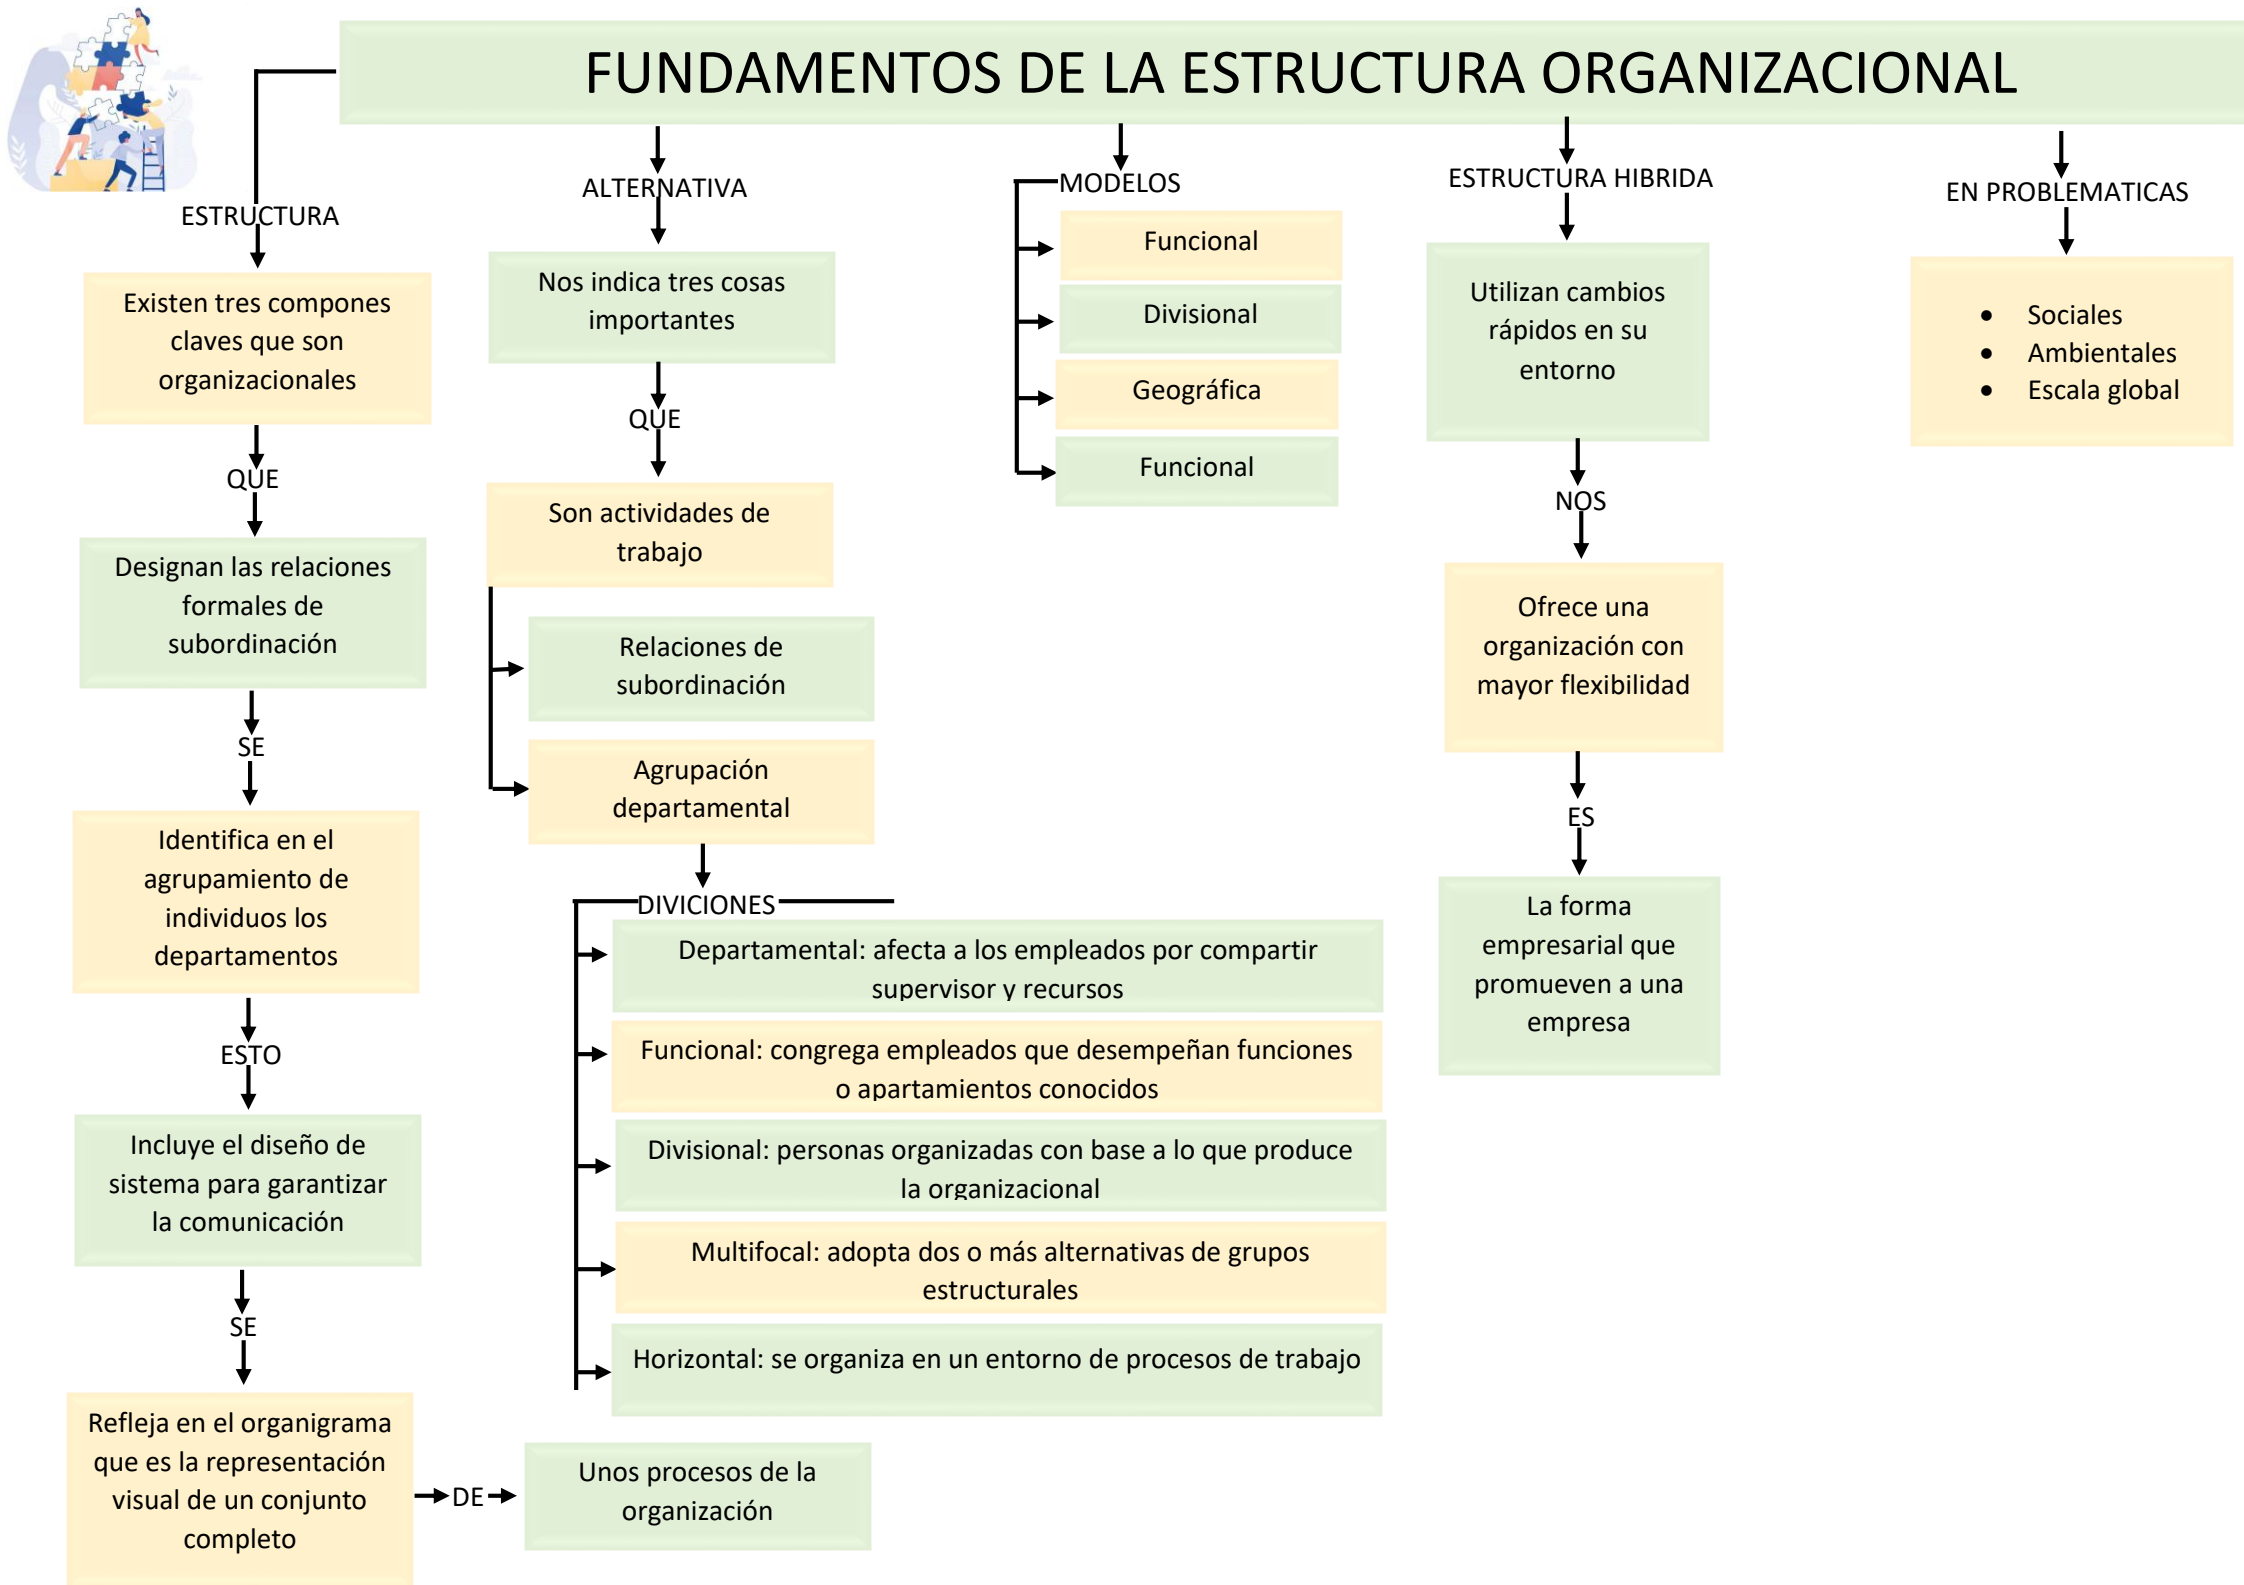 FUNDAMENTOS DE LA ESTRUCTURA ORGANIZACIONAL
ESTRUCTURA
Existen tres compones
claves que son
organizacionales
QUE
Designan las relaciones
formales de
subordinación
SE
Identifica en el
agrupamiento de
individuos los
departamentos
ESTO
Incluye el diseño de
sistema para garantizar
la comunicación
SE
Refleja en el organigrama
que es la representación
visual de un conjunto
completo
DE
Unos procesos de la
organización
ALTERNATIVA
Nos indica tres cosas
importantes
QUE
Son actividades de
trabajo
Relaciones de
subordinación
Agrupación
departamental
DIVICIONES
Departamental: afecta a los empleados por compartir
supervisor y recursos
Funcional: congrega empleados que desempeñan funciones
o apartamientos conocidos
Divisional: personas organizadas con base a lo que produce
la organizacional
Multifocal: adopta dos o más alternativas de grupos
estructurales
Horizontal: se organiza en un entorno de procesos de trabajo
MODELOS
Funcional
Divisional
Geográfica
Funcional
ESTRUCTURA HIBRIDA
Utilizan cambios
rápidos en su
entorno
NOS
Ofrece una
organización con
mayor flexibilidad
ES
La forma
empresarial que
promueven a una
empresa
EN PROBLEMATICAS
• Sociales
• Ambientales
• Escala global